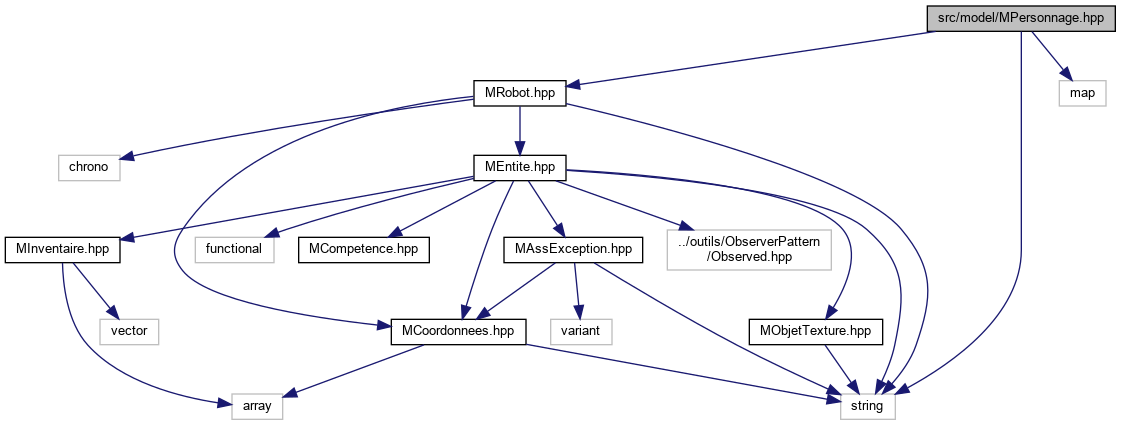 src/model/MPersonnage.hpp
MRobot.hpp
map
chrono
MEntite.hpp
MInventaire.hpp
functional
MCompetence.hpp
MAssException.hpp
../outils/ObserverPattern
/Observed.hpp
vector
MCoordonnees.hpp
variant
MObjetTexture.hpp
array
string